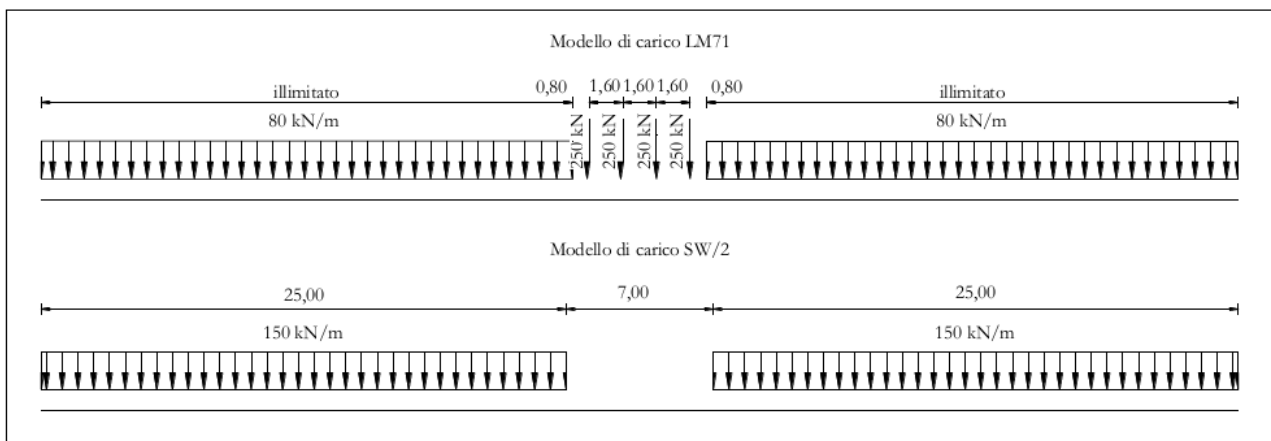 Modello di carico LM71
0,80 1,60 1,60 1,60 0,80
illimitato illimitato
80 kN/m 80 kN/m
250 kN 250 kN 250 kN 250 kN
Modello di carico SW/2
25,00 7,00 25,00
150 kN/m 150 kN/m